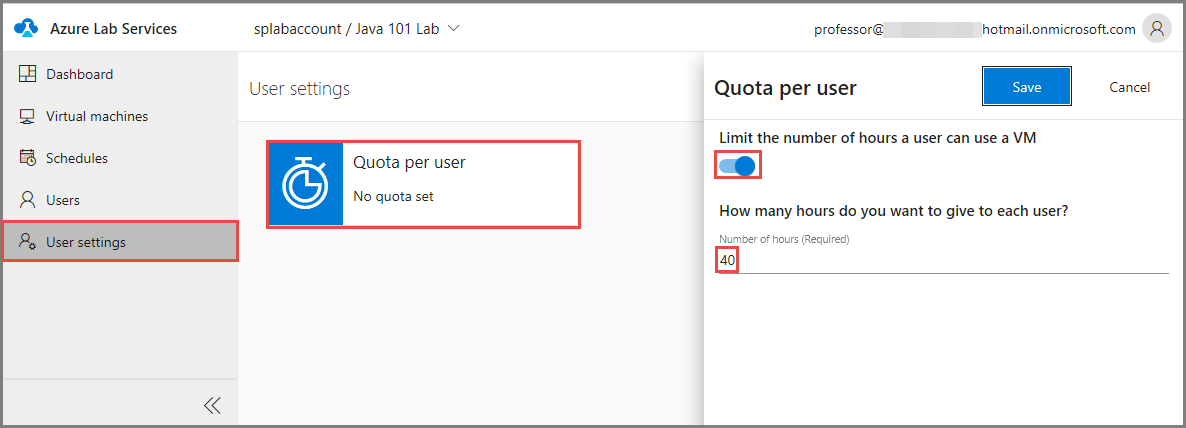 Azure Lab Services
splabaccount / Java 101 Lab
professor@
hotmail.onmicrosoft.com
Dashboard
Virtual machines
Schedules
Users
User settings
User settings
Quota per user
No quota set
Quota per user
Save
Cancel
Limit the number of hours a user can use a VM
How many hours do you want to give to each user?
Number of hours (Required)
40